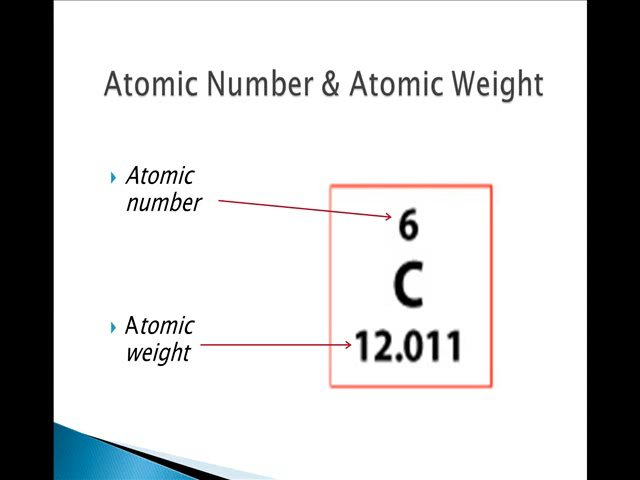 Atomic Number & Atomic Weight
Atomic
number
6
C
Atomic
weight
12.011